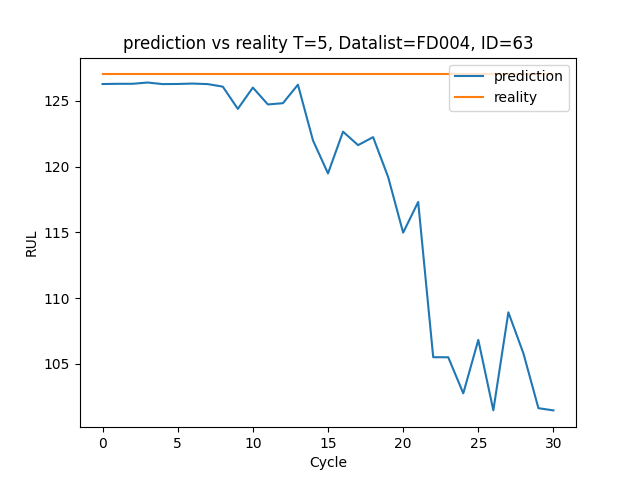 prediction vs reality T=5, Datalist=FD004, ID=63
prediction
reality
125
120
115
110
105
RUL
0 5 10 15 20 25 30
Cycle